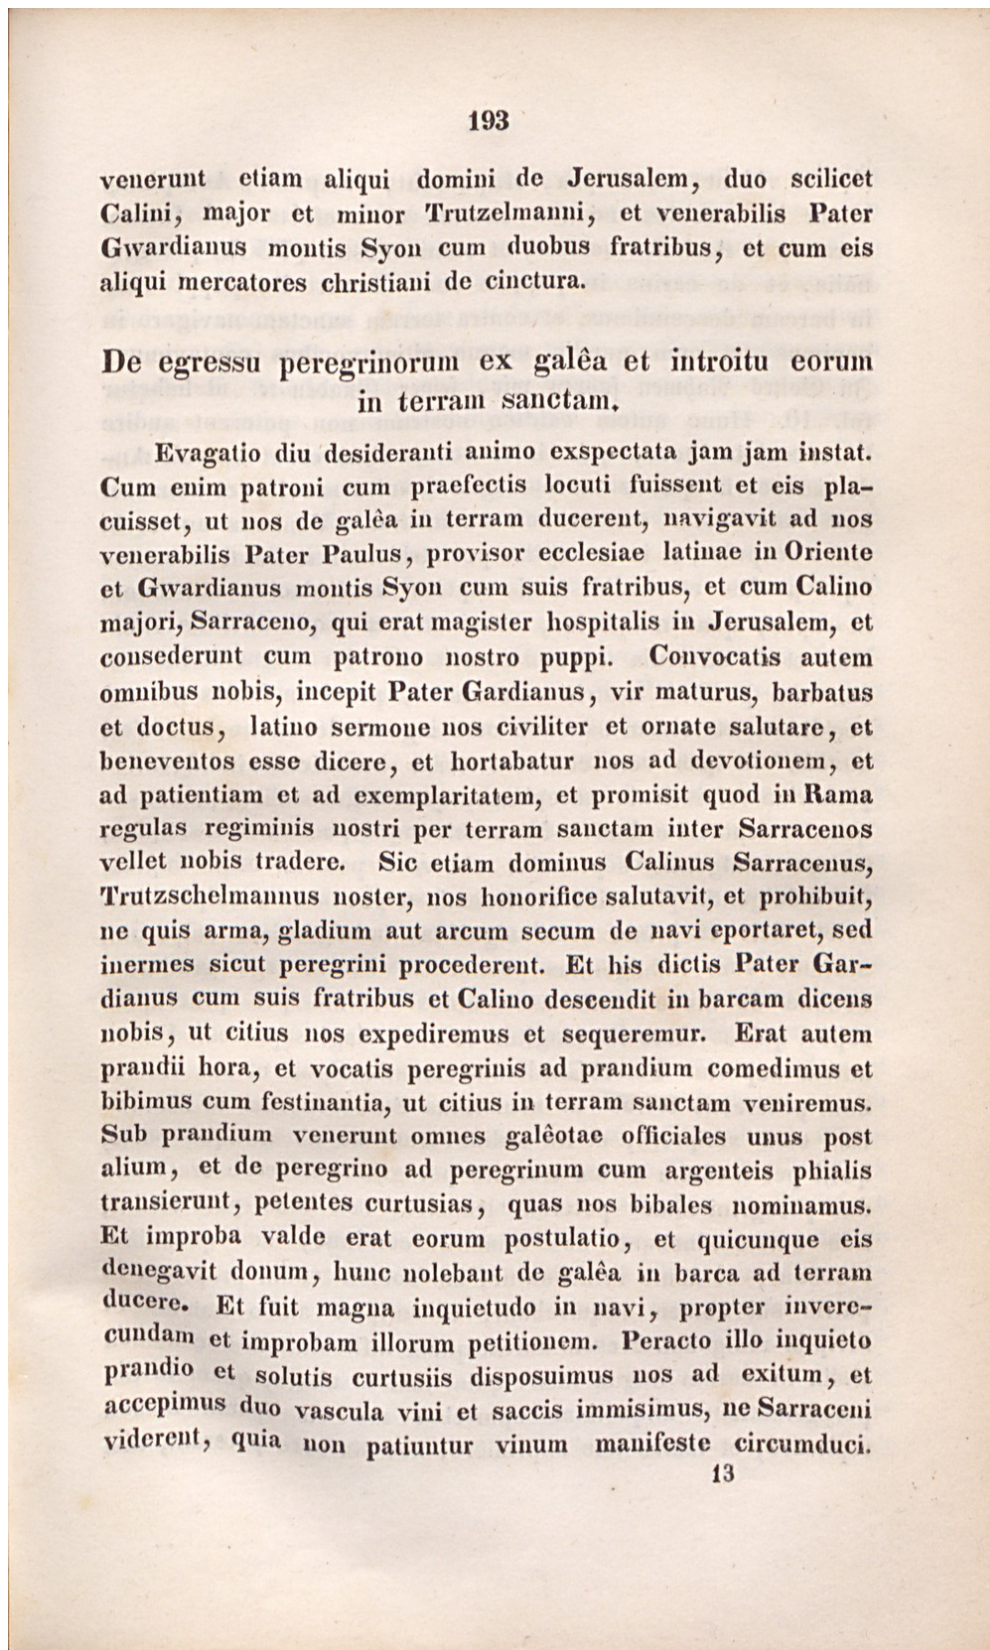 193
venerunt etiam aliqui domini de Jerusalem, duo scilicet
Calini, major et minor Trutzelmanni, et venerabilis Pater
Gwardianus montis Syon cum duobus fratribus, et cum eis
aliqui mercatores christiani de cinctura.
De egressu peregrinorum ex galêa et introitu eorum
in terram sanctam.
Evagatio diu desideranti animo exspectata jam jam instat.
Cum enim patroni cum praefectis locuti fuissent et eis pla-
cuisset, ut nos de galêa in terram ducerent, navigavit ad nos
venerabilis Pater Paulus, provisor ecclesiae latinae in Oriente
et Gwardianus montis Syon cum suis fratribus, et cum Calino
majori, Sarraceno, qui erat magister hospitalis in Jerusalem, et
consederunt cum patrono nostro puppi. Convocatis autem
omnibus nobis, incepit Pater Gardianus, vir maturus, barbatus
et doctus, latino sermone nos civiliter et ornate salutare, et
beneventos esse dicere, et hortabatur nos ad devotionem, et
ad patientiam et ad exemplaritatem, et promisit quod in Rama
regulas regiminis nostri per terram sanctam inter Sarracenos
vellet nobis tradere. Sic etiam dominus Calinus Sarracenus,
Trutzschelmannus noster, nos honorifice salutavit, et prohibuit,
ne quis arma, gladium aut arcum secum de navi eportaret, sed
inermes sicut peregrini procederent. Et his dictis Pater Gar-
dianus cum suis fratribus et Calino descendit in barcam dicens
nobis, ut citius nos expediremus et sequeremur. Erat autem
prandii hora, et vocatis peregrinis ad prandium comedimus et
bibimus cum festinantia, ut citius in terram sanctam veniremus.
Sub prandium venerunt omnes galêotae officiales unus post
alium, et de peregrino ad peregrinum cum argenteis phialis
transierunt, petentes curtusias, quas nos bibales nominamus.
Et improba valde erat eorum postulatio, et quicunque eis
denegavit donum, hunc nolebant de galêa in barca ad terram
ducere. Et fuit magna inquietudo in navi, propter invere-
cundam et improbam illorum petitionem. Peracto illo inquieto
prandio et solutis curtusiis disposuimus nos ad exitum, et
accepimus duo vascula vini et saccis immisimus, ne Sarraceni
viderent, quia non patiuntur vinum manifeste circumduci.
13